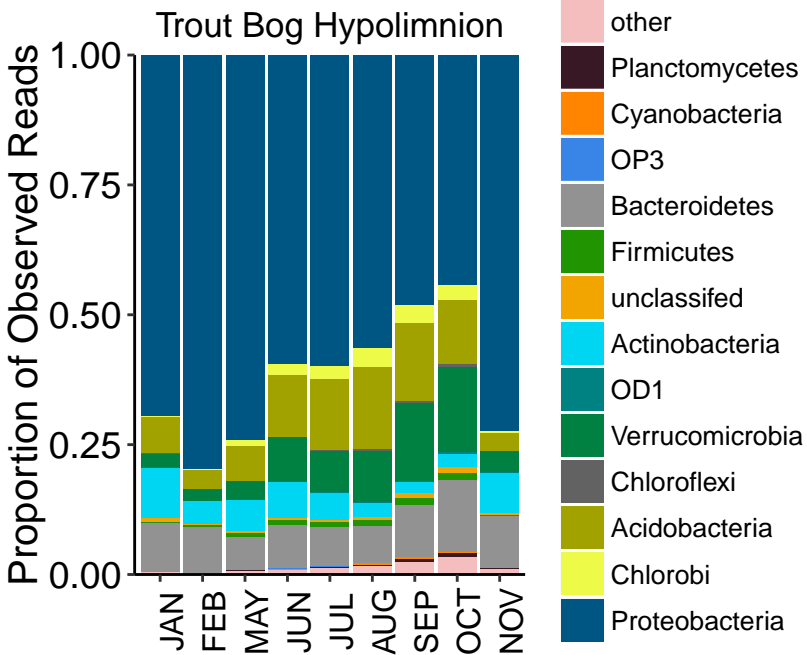 Trout Bog Hypolimnion
Proportion of Observed Reads
1.00
0.75
0.50
0.25
0.00
JAN
FEB
MAY
JUN
JUL
AUG
SEP
OCT
NOV
other
Planctomycetes
Cyanobacteria
OP3
Bacteroidetes
Firmicutes
unclassifed
Actinobacteria
OD1
Verrucomicrobia
Chloroflexi
Acidobacteria
Chlorobi
Proteobacteria